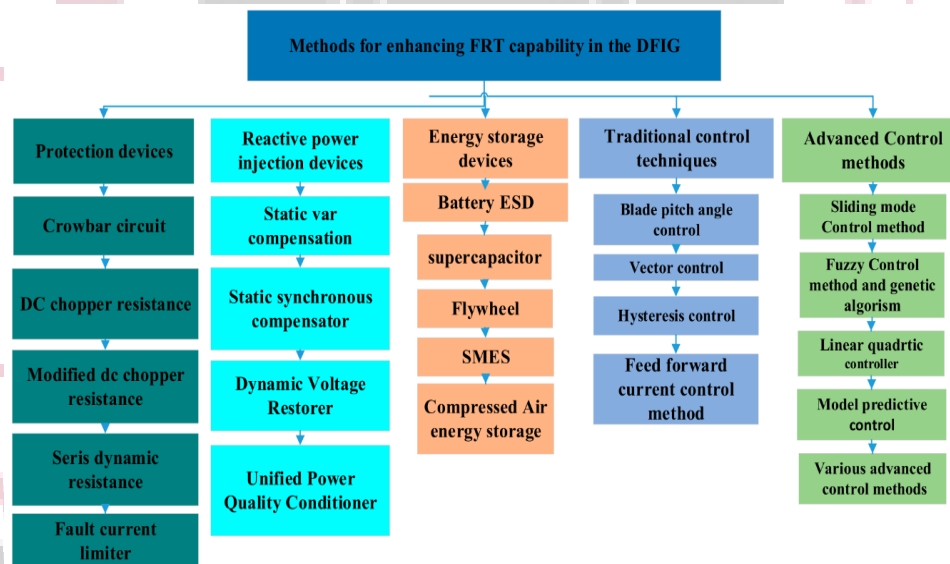 Methods for enhancing FRT capability in the DFIG
Protection devices
Crowbar circuit
DC chopper resistance
Modified dc chopper
resistance
Seris dynamic
resistance
Fault current
limiter
Reactive power
injection devices
Static var
compensation
Static synchronous
compensator
Dynamic Voltage
Restorer
Unified Power
Quality Conditioner
Energy storage
devices
Battery ESD
supercapacitor
Flywheel
SMES
Compressed Air
energy storage
Traditional control
techniques
Blade pitch angle
control
Vector control
Hysteresis control
Feed forward
current control
method
Advanced Control
methods
Sliding mode
Control method
Fuzzy Control
method and genetic
algorism
Linear quadrtic
controller
Model predictive
control
Various advanced
control methods